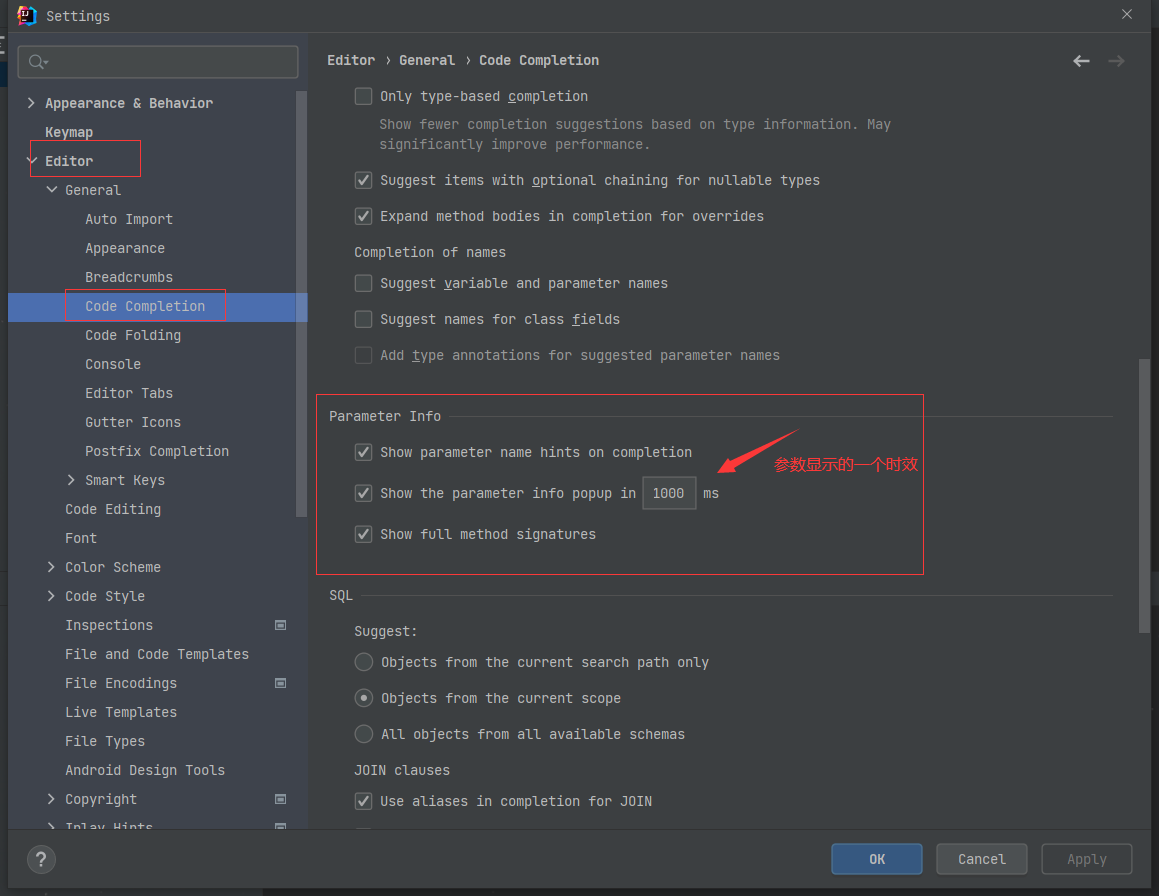 Settings
Appearance & Behavior
Keymap
Editor
General
Auto Import
Appearance
Breadcrumbs
Code Completion
Code Folding
Console
Editor Tabs
Gutter Icons
Postfix Completion
Smart Keys
Code Editing
Font
Color Scheme
Code Style
Inspections
File and Code Templates
File Encodings
Live Templates
File Types
Android Design Tools
Copyright
Inlay Hints
Editor › General › Code Completion
Only type-based completion
Show fewer completion suggestions based on type information. May
significantly improve performance.
Suggest items with optional chaining for nullable types
Expand method bodies in completion for overrides
Completion of names
Suggest variable and parameter names
Suggest names for class fields
Add type annotations for suggested parameter names
Parameter Info
Show parameter name hints on completion
参数显示的一个时效
Show the parameter info popup in 1000 ms
Show full method signatures
SQL
Suggest:
Objects from the current search path only
Objects from the current scope
All objects from all available schemas
JOIN clauses
Use aliases in completion for JOIN
?
OK
Cancel
Apply